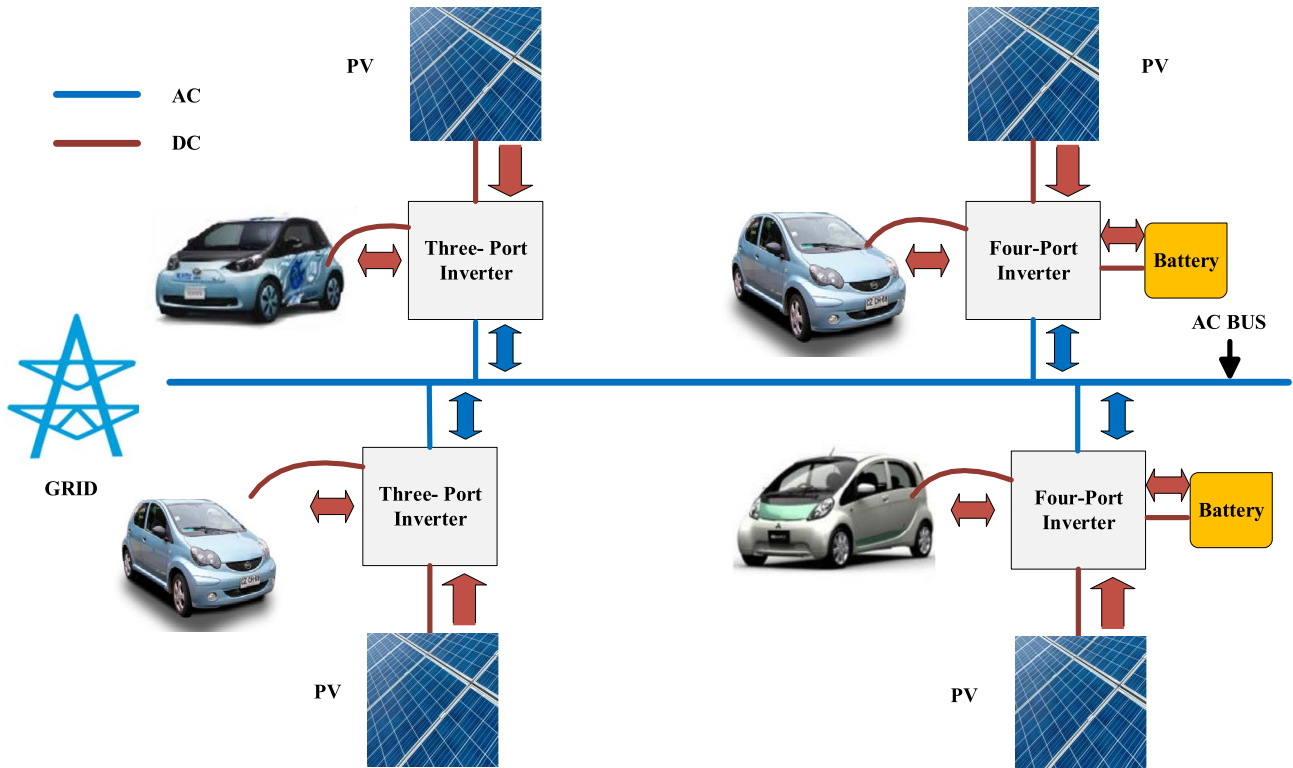 PV
PV
AC
DC
Three- Port
Inverter
Four-Port
Inverter
Battery
AC BUS
GRID
Three- Port
Inverter
Four-Port
Inverter
Battery
PV
PV